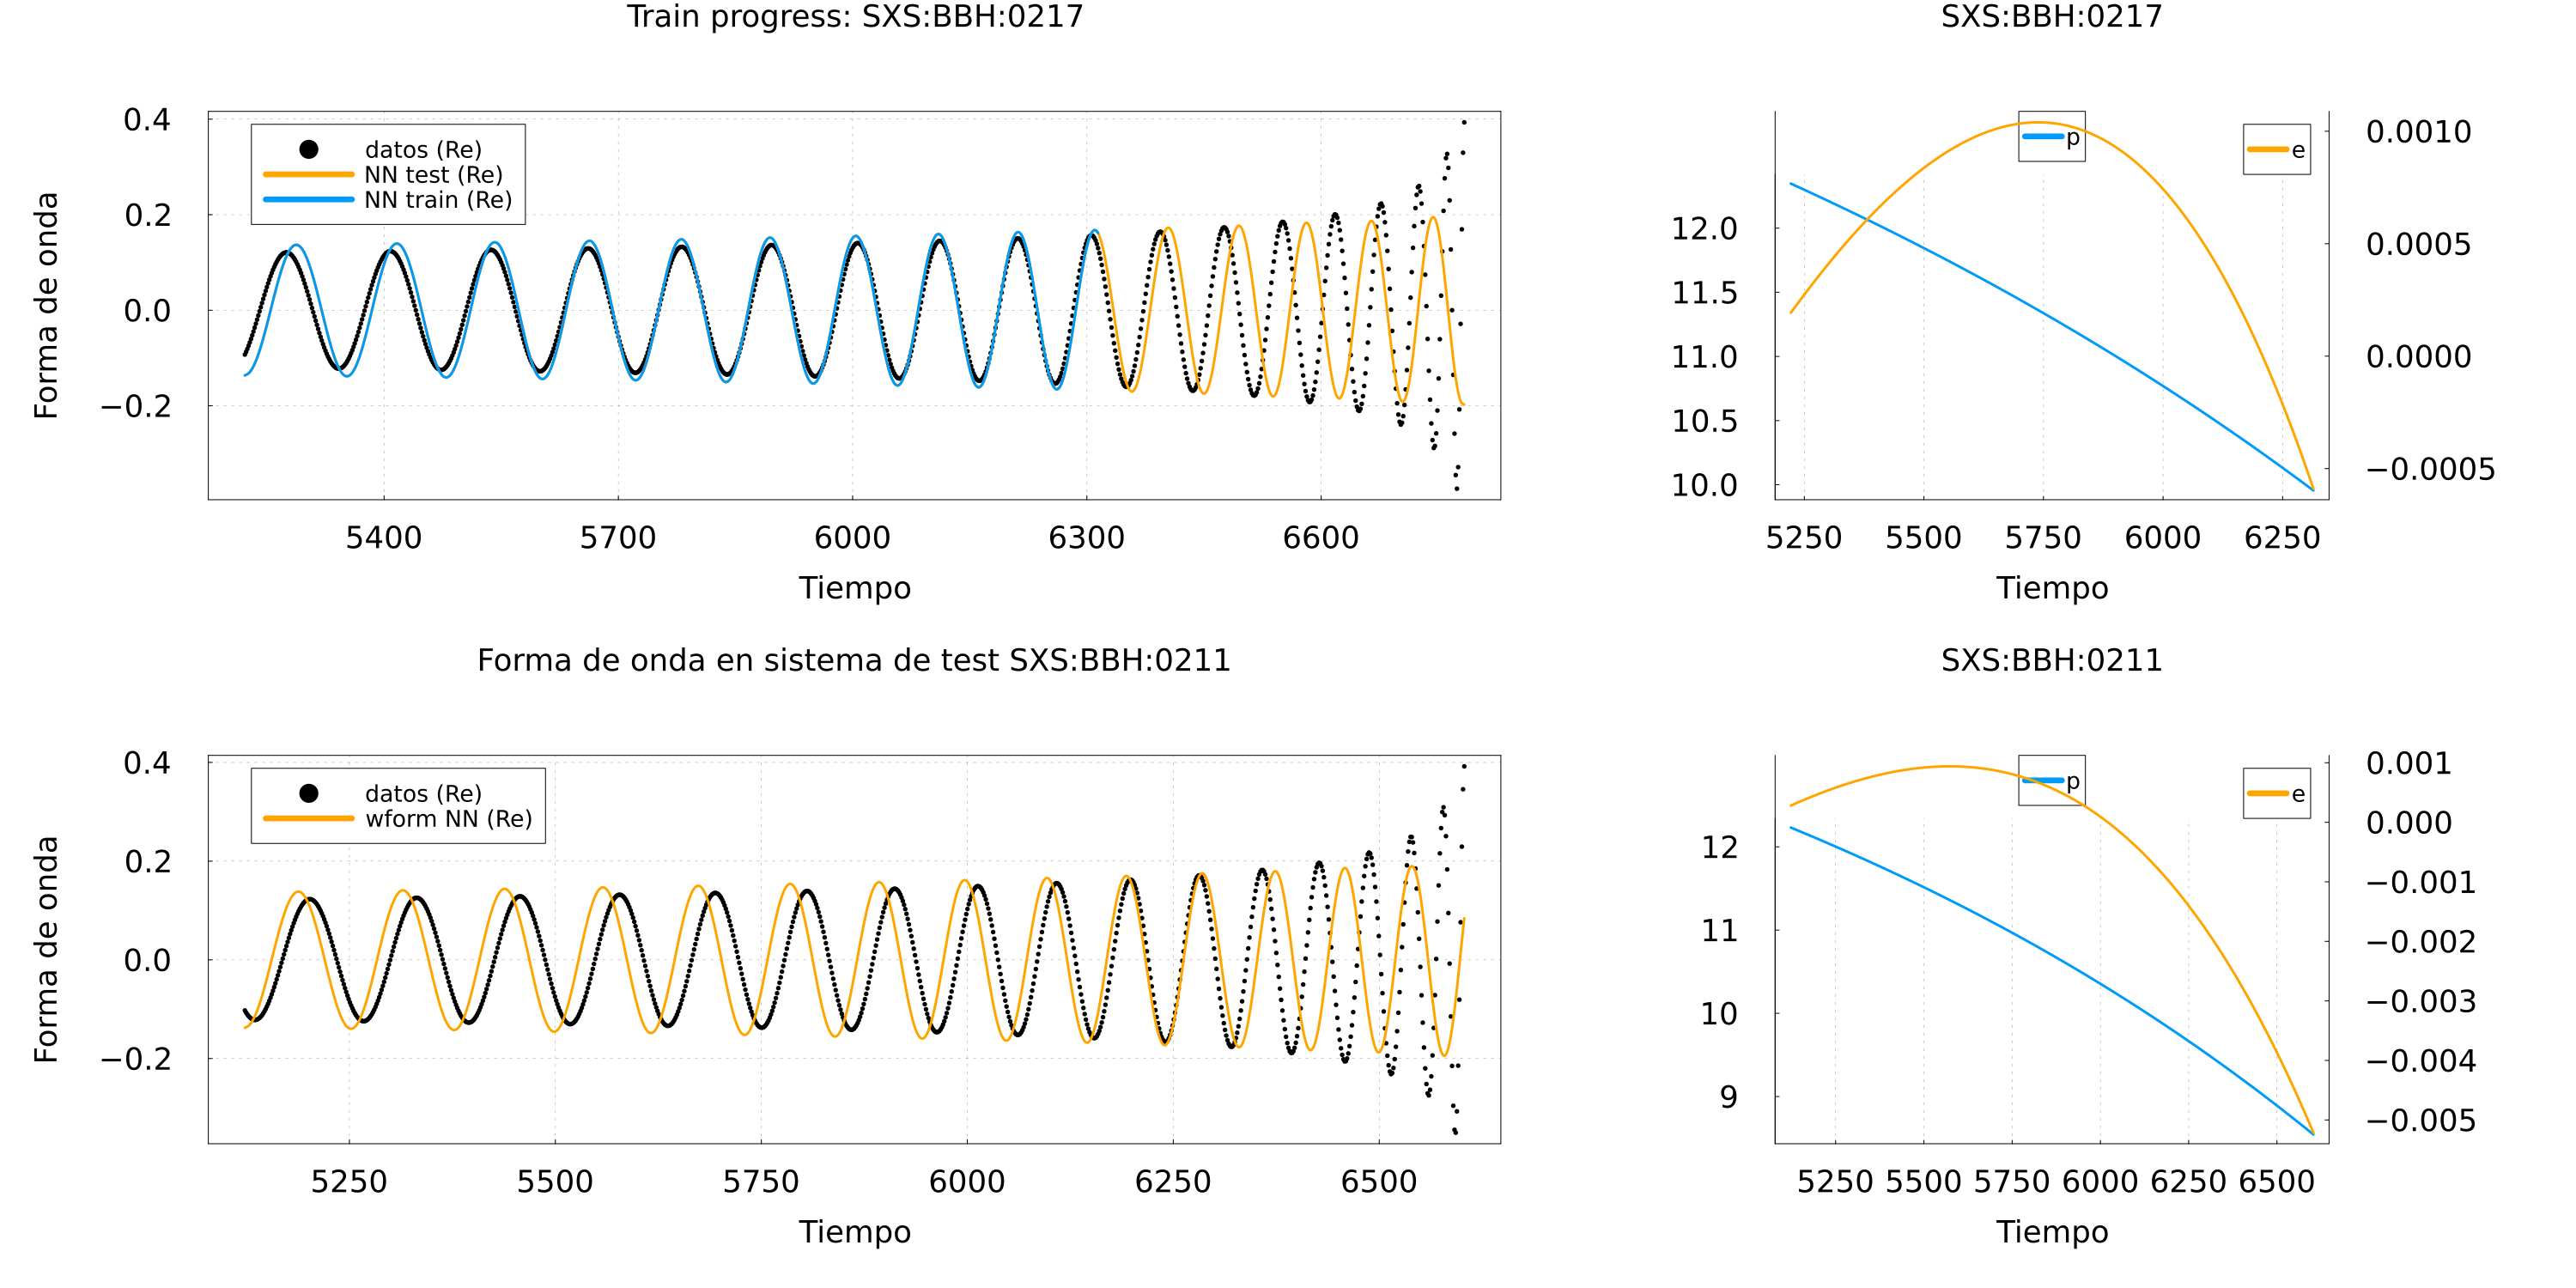 Train progress: SXS:BBH:0217
0.4
0.2
0.0
−0.2
Forma de onda
datos (Re)
NN test (Re)
NN train (Re)
5400 5700 6000 6300 6600
Tiempo
SXS:BBH:0217
12.0
11.5
11.0
10.5
10.0
p
e
0.0010
0.0005
0.0000
−0.0005
5250 5500 5750 6000 6250
Tiempo
Forma de onda en sistema de test SXS:BBH:0211
0.4
0.2
0.0
−0.2
Forma de onda
datos (Re)
wform NN (Re)
5250 5500 5750 6000 6250 6500
Tiempo
SXS:BBH:0211
12
11
10
9
p
e
0.001
0.000
−0.001
−0.002
−0.003
−0.004
−0.005
5250 5500 5750 6000 6250 6500
Tiempo